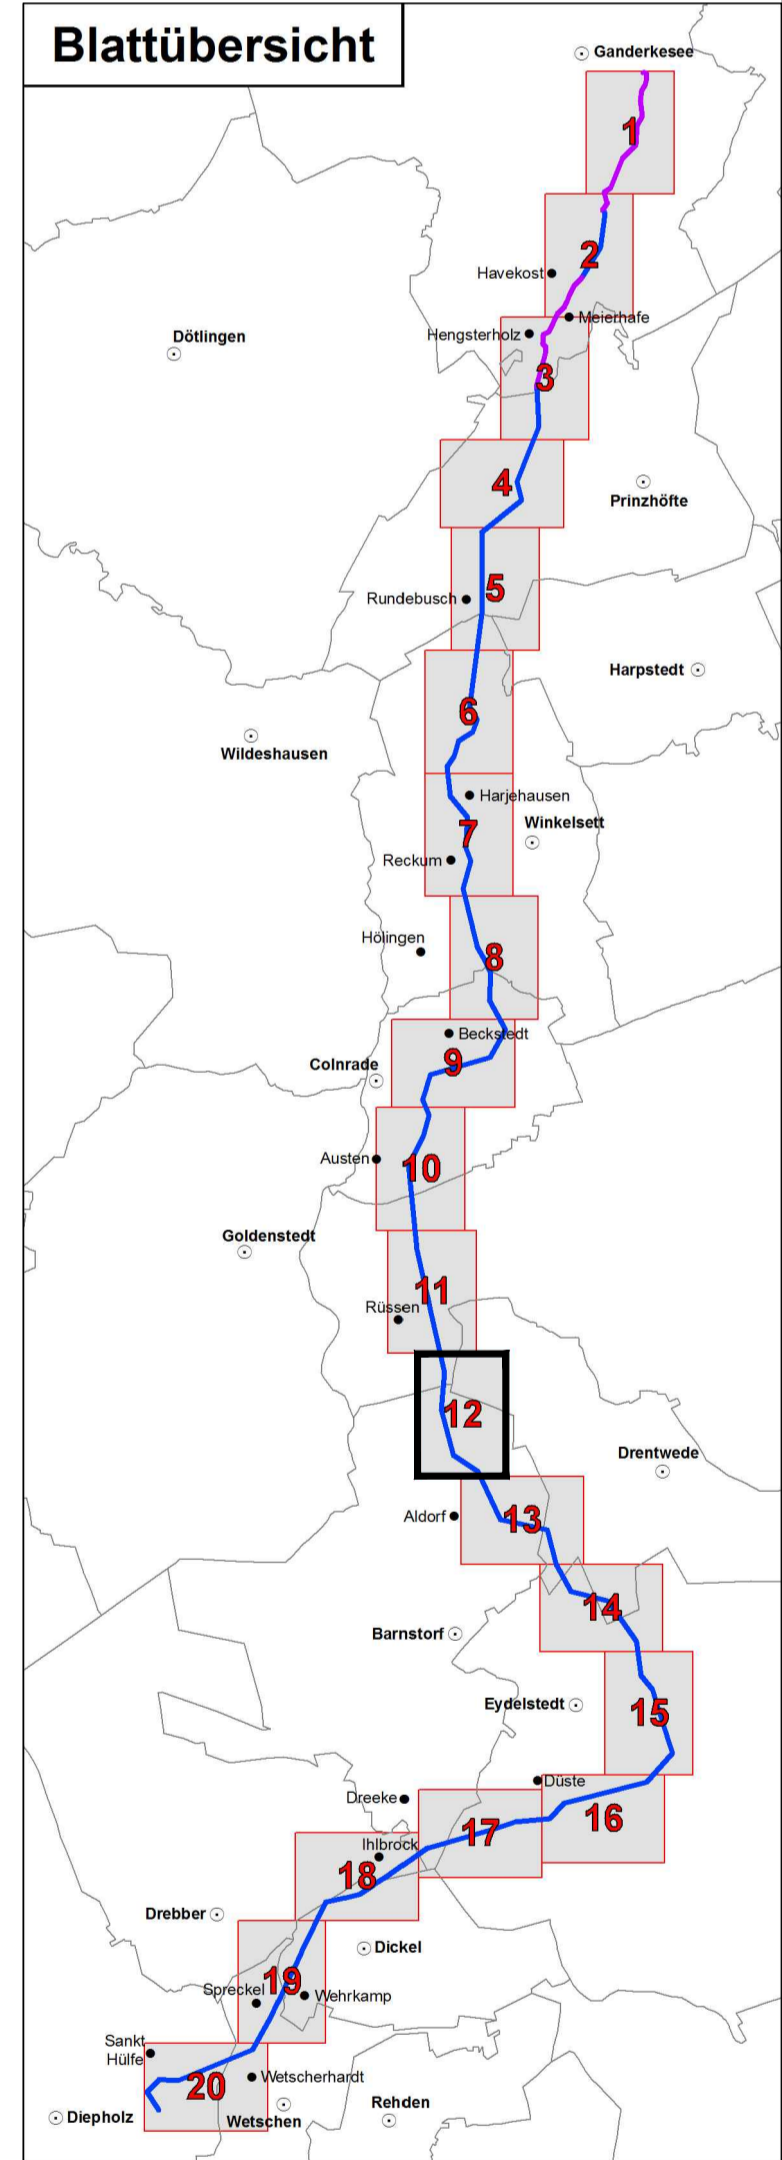 Blattübersicht
Ganderkesee
1
2
Havekost
Meierhafe
Hengsterholz
Dötlingen
3
4
Prinzhöfte
5
Rundebusch
Harpstedt
6
Wildeshausen
Harjehausen
Winkelsett
7
Reckum
Hölingen
8
Beckstedt
9
Colnrade
Austen
10
Goldenstedt
11
Rüssen
12
Drentwede
Aldorf
13
14
Barnstorf
Eydelstedt
15
Düste
Dreeke
16
17
Ihlbrock
18
Drebber
Dickel
19
Spreckel
Wehrkamp
Sankt
Hülfe
Wetscherhardt
20
Rehden
Diepholz
Wetschen